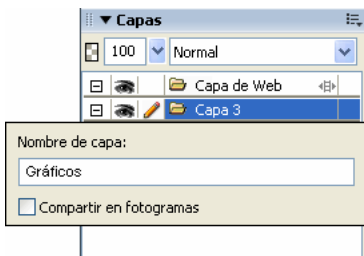 Capas
100 Normal
Capa de Web
Capa 3
Nombre de capa:
Gráficos
Compartir en fotogramas